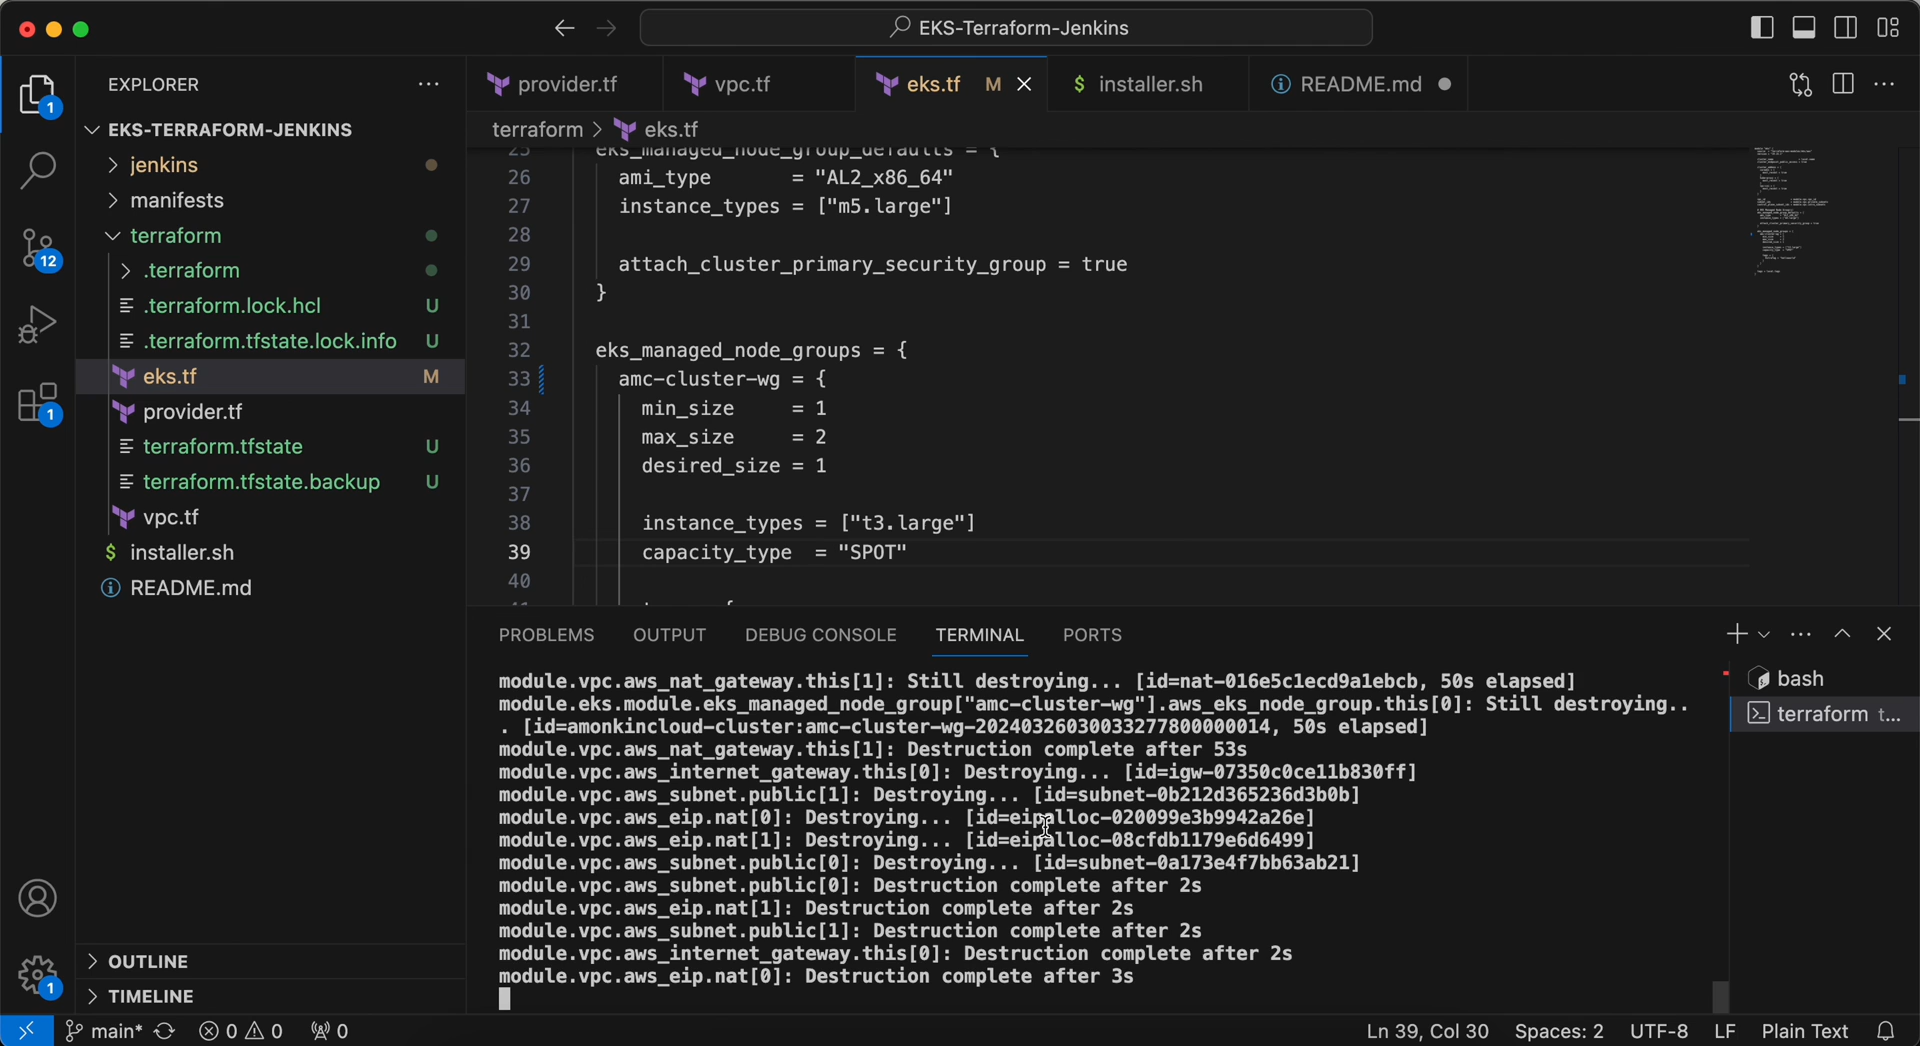 EKS-Terraform-Jenkins
EXPLORER
EKS-TERRAFORM-JENKINS
jenkins
manifests
terraform
.terraform
.terraform.lock.hcl U
.terraform.tfstate.lock.info U
eks.tf M
provider.tf
terraform.tfstate U
terraform.tfstate.backup U
vpc.tf
$ installer.sh
README.md
OUTLINE
TIMELINE
1
12
1
1
provider.tf
vpc.tf
eks.tf M
$ installer.sh
README.md
terraform > eks.tf
25 eks_managed_node_group_defaults = {
26 ami_type = "AL2_x86_64"
27 instance_types = ["m5.large"]
28
29 attach_cluster_primary_security_group = true
30 }
31
32 eks_managed_node_groups = {
33 amc-cluster-wg = {
34 min_size = 1
35 max_size = 2
36 desired_size = 1
37
38 instance_types = ["t3.large"]
39 capacity_type = "SPOT"
40
PROBLEMS OUTPUT DEBUG CONSOLE TERMINAL PORTS
module.vpc.aws_nat_gateway.this[1]: Still destroying... [id=nat-016e5c1ecd9a1ebcb, 50s elapsed]
module.eks.module.eks_managed_node_group["amc-cluster-wg"].aws_eks_node_group.this[0]: Still destroying..
. [id=amonkincloud-cluster:amc-cluster-wg-20240326030033277800000014, 50s elapsed]
module.vpc.aws_nat_gateway.this[1]: Destruction complete after 53s
module.vpc.aws_internet_gateway.this[0]: Destroying... [id=igw-07350c0ce11b830ff]
module.vpc.aws_subnet.public[1]: Destroying... [id=subnet-0b212d365236d3b0b]
module.vpc.aws_eip.nat[0]: Destroying... [id=eipalloc-020099e3b9942a26e]
module.vpc.aws_eip.nat[1]: Destroying... [id=eipalloc-08cfdb1179e6d6499]
module.vpc.aws_subnet.public[0]: Destroying... [id=subnet-0a173e4f7bb63ab21]
module.vpc.aws_subnet.public[0]: Destruction complete after 2s
module.vpc.aws_eip.nat[1]: Destruction complete after 2s
module.vpc.aws_subnet.public[1]: Destruction complete after 2s
module.vpc.aws_internet_gateway.this[0]: Destruction complete after 2s
module.vpc.aws_eip.nat[0]: Destruction complete after 3s
bash
terraform t...
main* 0 0 0
Ln 39, Col 30 Spaces: 2 UTF-8 LF Plain Text